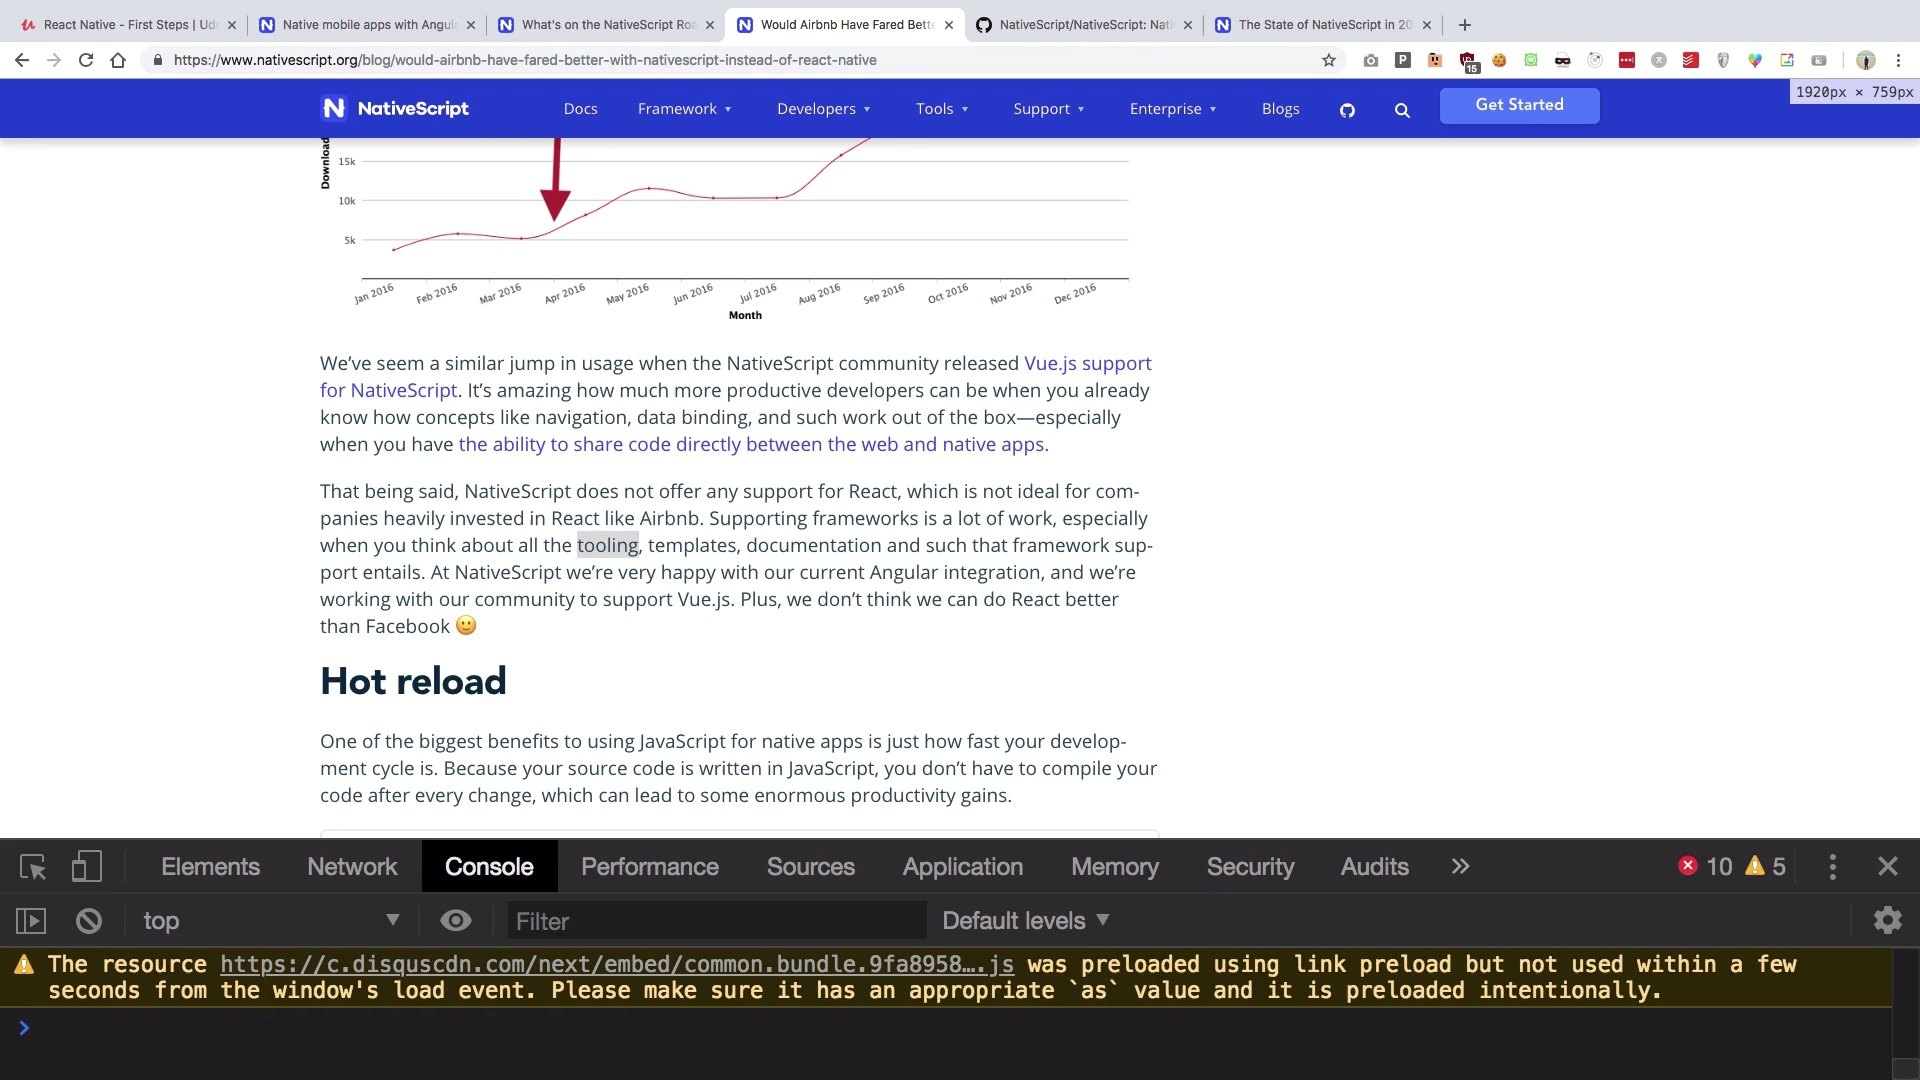 React Native - First Steps | Ude
Native mobile apps with Angula
What's on the NativeScript Roa
Would Airbnb Have Fared Bette
NativeScript/NativeScript: Nati
The State of NativeScript in 20
https://www.nativescript.org/blog/would-airbnb-have-fared-better-with-nativescript-instead-of-react-native
15
1920px × 759px
NativeScript
Docs
Framework
Developers
Tools
Support
Enterprise
Blogs
Get Started
Download
15k
10k
5k
Jan 2016
Feb 2016
Mar 2016
Apr 2016
May 2016
Jun 2016
Jul 2016
Aug 2016
Sep 2016
Oct 2016
Nov 2016
Dec 2016
Month
We’ve seem a similar jump in usage when the NativeScript community released Vue.js support
for NativeScript. It’s amazing how much more productive developers can be when you already
know how concepts like navigation, data binding, and such work out of the box—especially
when you have the ability to share code directly between the web and native apps.
That being said, NativeScript does not offer any support for React, which is not ideal for com-
panies heavily invested in React like Airbnb. Supporting frameworks is a lot of work, especially
when you think about all the tooling, templates, documentation and such that framework sup-
port entails. At NativeScript we’re very happy with our current Angular integration, and we’re
working with our community to support Vue.js. Plus, we don’t think we can do React better
than Facebook 🙂
Hot reload
One of the biggest benefits to using JavaScript for native apps is just how fast your develop-
ment cycle is. Because your source code is written in JavaScript, you don’t have to compile your
code after every change, which can lead to some enormous productivity gains.
Elements
Network
Console
Performance
Sources
Application
Memory
Security
Audits
10
5
top
Filter
Default levels
The resource https://c.disquscdn.com/next/embed/common.bundle.9fa8958….js was preloaded using link preload but not used within a few
seconds from the window's load event. Please make sure it has an appropriate `as` value and it is preloaded intentionally.